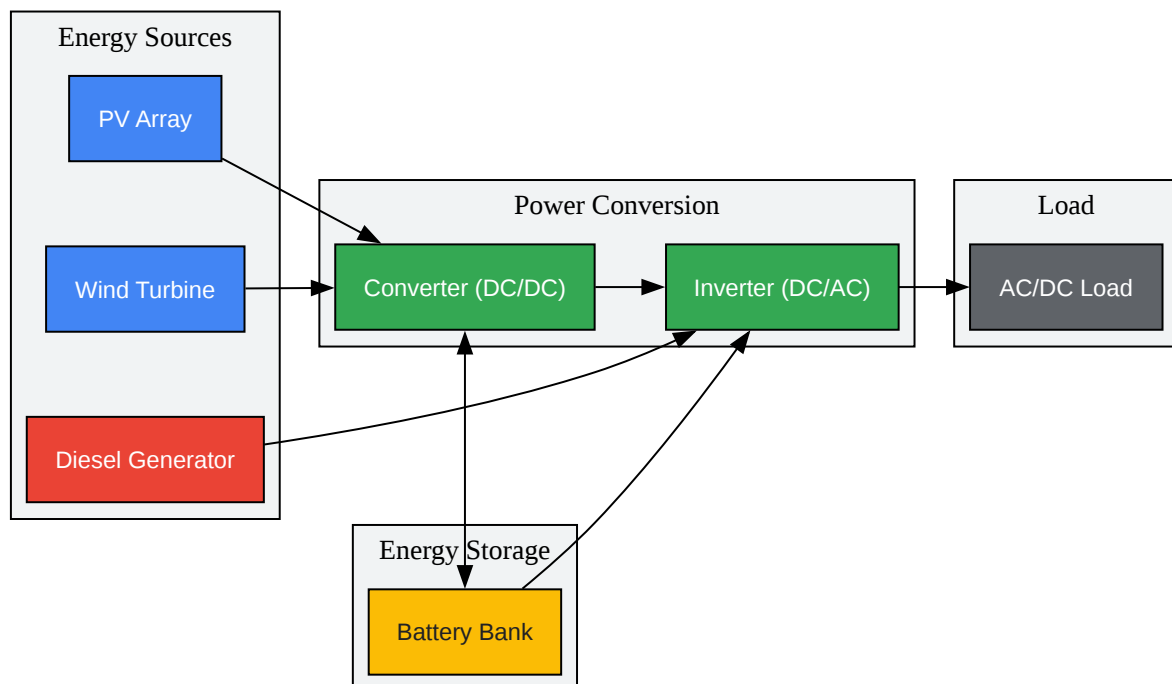 Energy Sources
PV Array
Wind Turbine
Diesel Generator
Power Conversion
Converter (DC/DC)
Inverter (DC/AC)
Load
AC/DC Load
Energy Storage
Battery Bank